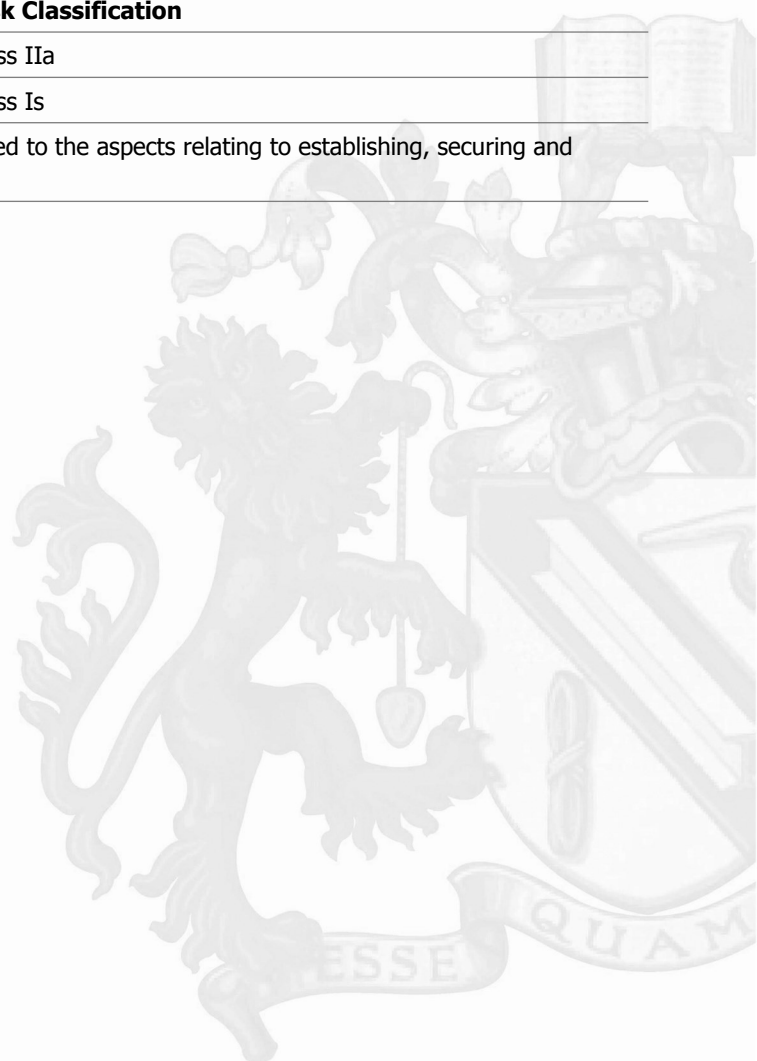 k Classification
ss IIa
ss Is
ed to the aspects relating to establishing, securing and
ESSE
QUAM